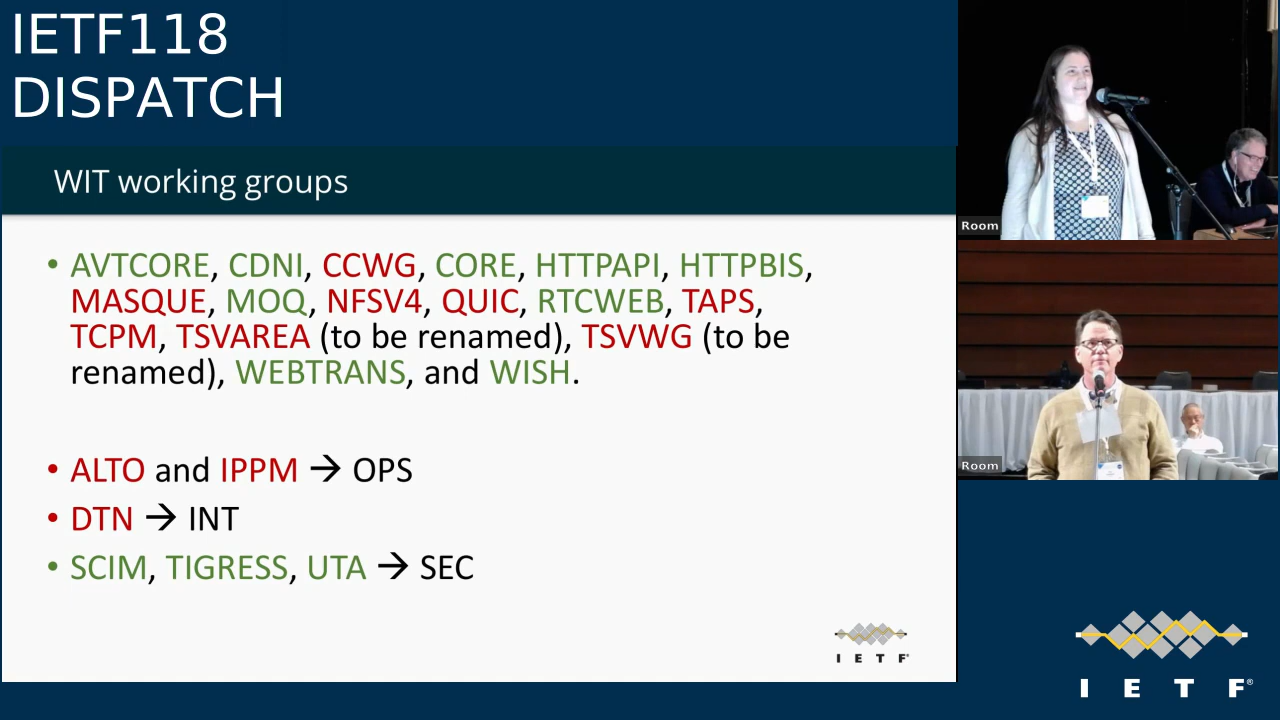 IETF118
DISPATCH
WIT working groups
• AVTCORE, CDNI, CCWG, CORE, HTTPAPI, HTTPBIS,
MASQUE, MOQ, NFSV4, QUIC, RTCWEB, TAPS,
TCPM, TSVAREA (to be renamed), TSVWG (to be
renamed), WEBTRANS, and WISH.
• ALTO and IPPM → OPS
• DTN → INT
• SCIM, TIGRESS, UTA → SEC
I E T F®
Room
Room
I E T F®